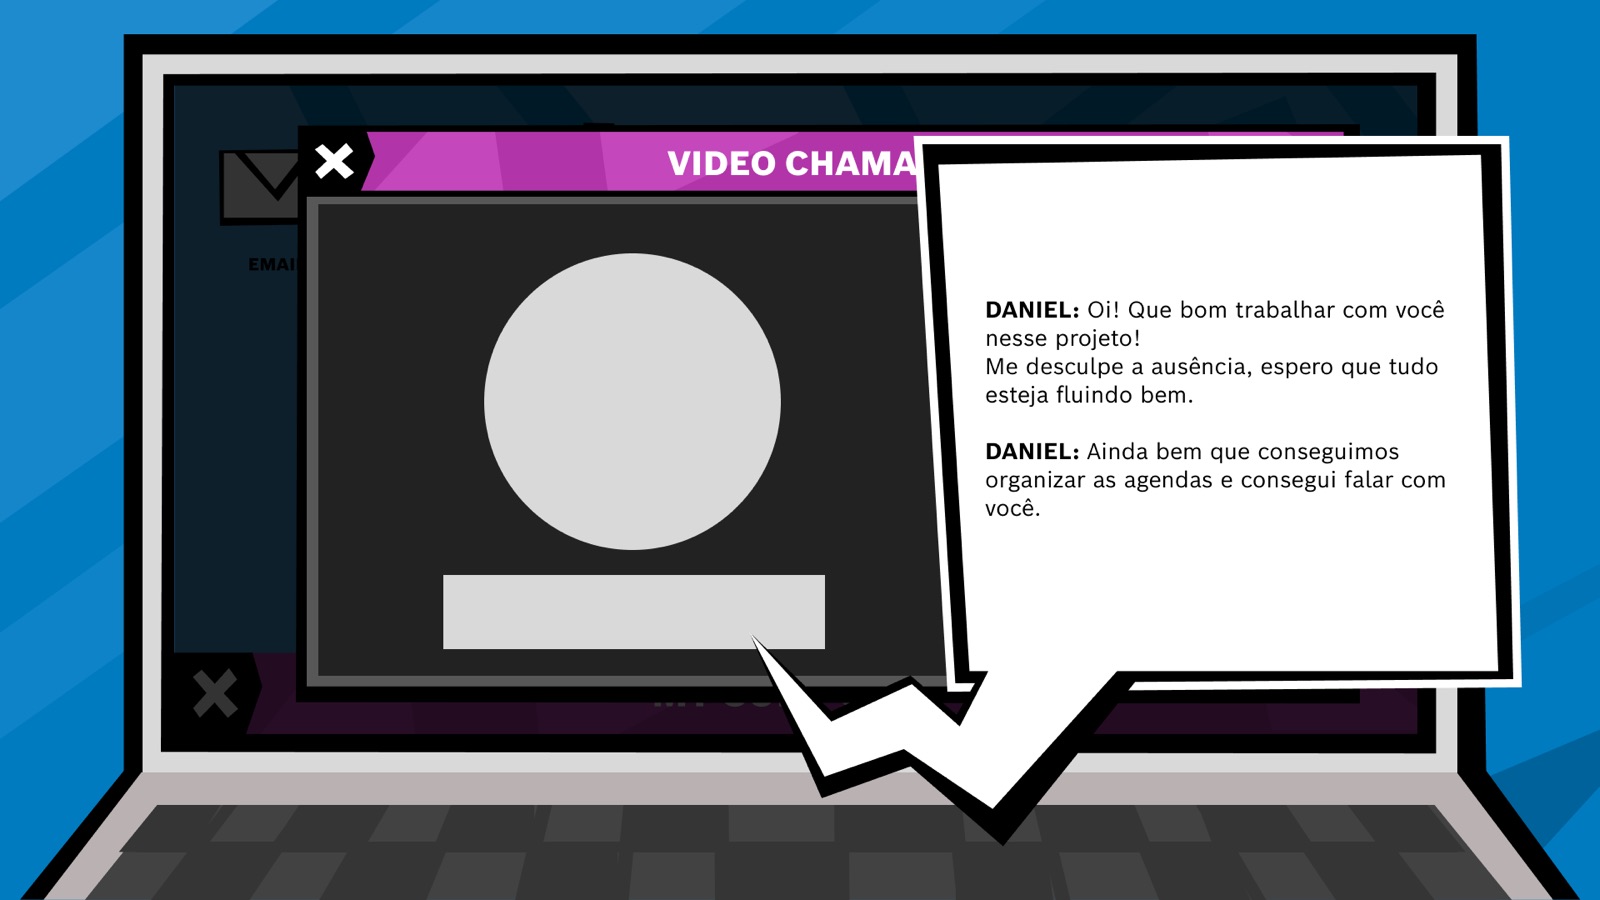 VIDEO CHAMA
EMAI
DANIEL: Oi! Que bom trabalhar com você
nesse projeto!
Me desculpe a ausência, espero que tudo
esteja fluindo bem.
DANIEL: Ainda bem que conseguimos
organizar as agendas e consegui falar com
você.